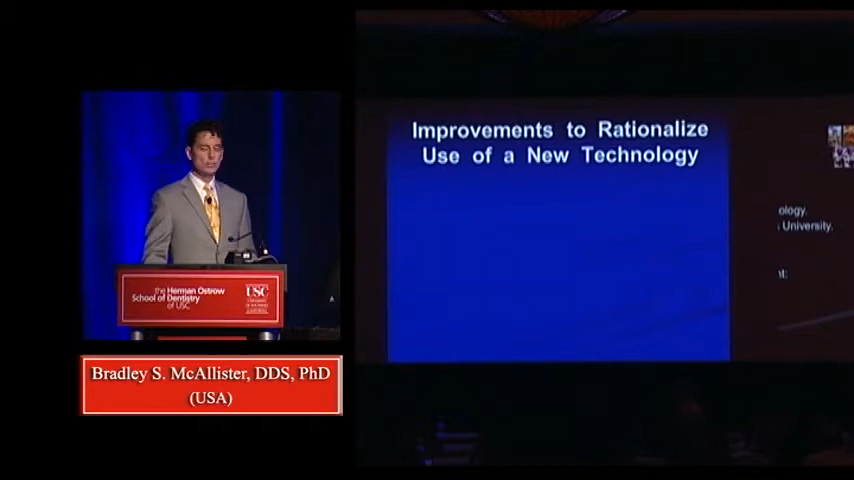 Improvements to Rationalize
Use of a New Technology
ology.
University.
nt:
the Herman Ostrow
School of Dentistry
of USC
USC
Bradley S. McAllister, DDS, PhD
(USA)